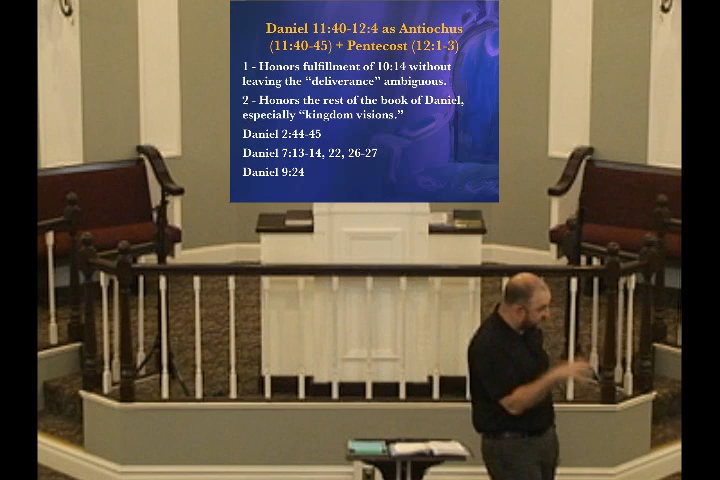 Daniel 11:40-12:4 as Antiochus
(11:40-45) + Pentecost (12:1-3)
1 - Honors fulfillment of 10:14 without
leaving the “deliverance” ambiguous.
2 - Honors the rest of the book of Daniel,
especially “kingdom visions.”
Daniel 2:44-45
Daniel 7:13-14, 22, 26-27
Daniel 9:24